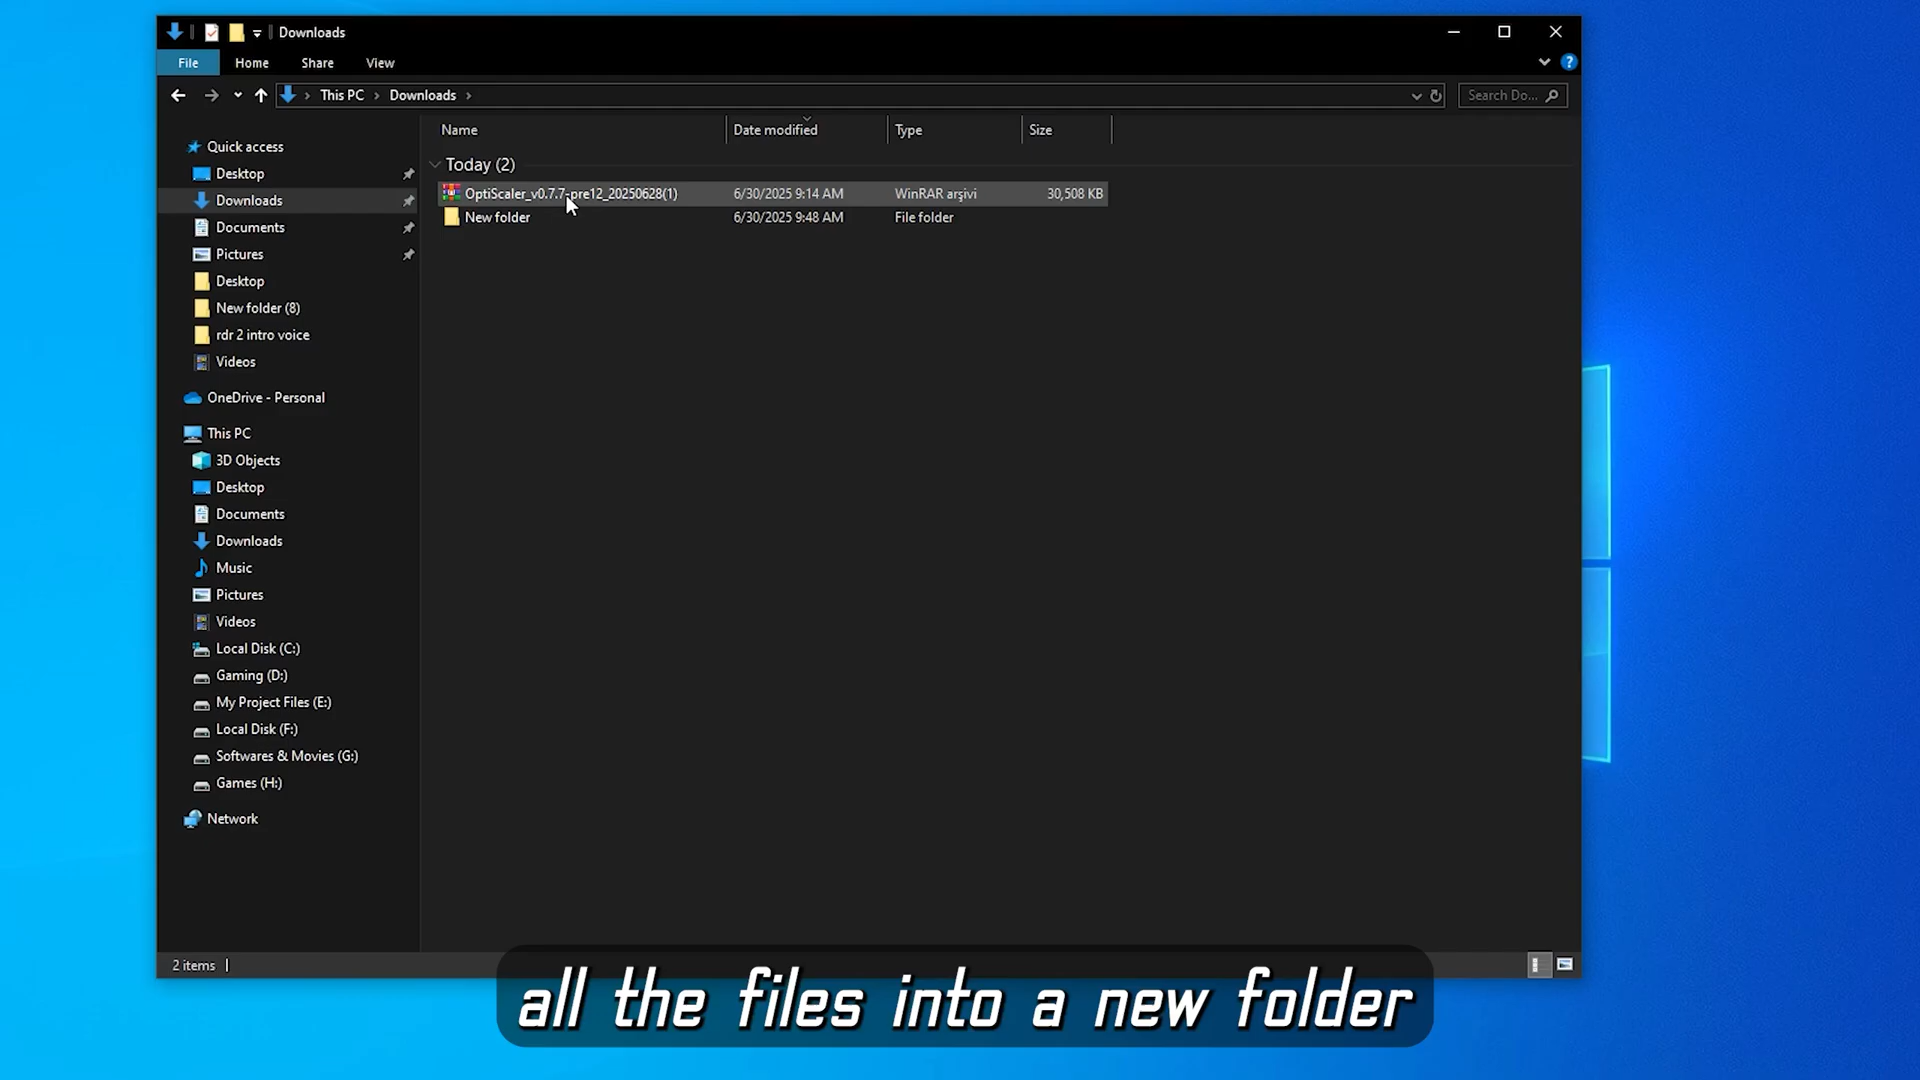 Downloads
File Home Share View
This PC Downloads Search Do...
Name Date modified Type Size
Quick access
Today (2)
Desktop
OptiScaler_v0.7.7-pre12_20250628(1) 6/30/2025 9:14 AM WinRAR arşivi 30,508 KB
Downloads
New folder 6/30/2025 9:48 AM File folder
Documents
Pictures
Desktop
New folder (8)
rdr 2 intro voice
Videos
OneDrive - Personal
This PC
3D Objects
Desktop
Documents
Downloads
Music
Pictures
Videos
Local Disk (C:)
Gaming (D:)
My Project Files (E:)
Local Disk (F:)
Softwares & Movies (G:)
Games (H:)
Network
2 items
all the files into a new folder